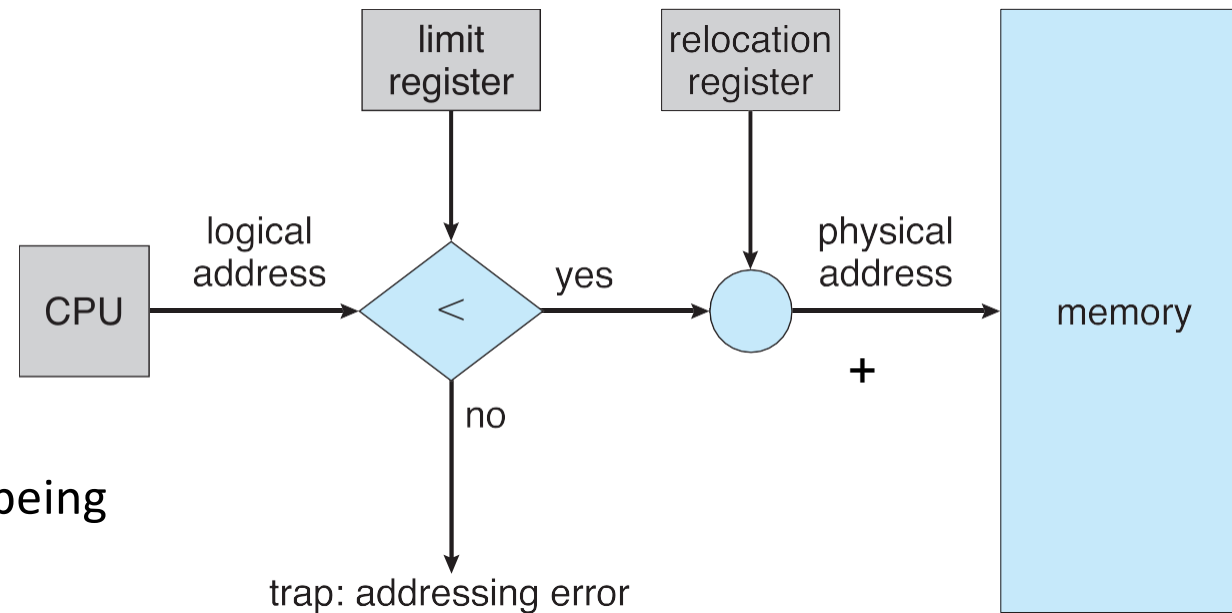 limit
register
relocation
register
logical
address
physical
address
CPU
<
yes
memory
+
no
being
trap: addressing error